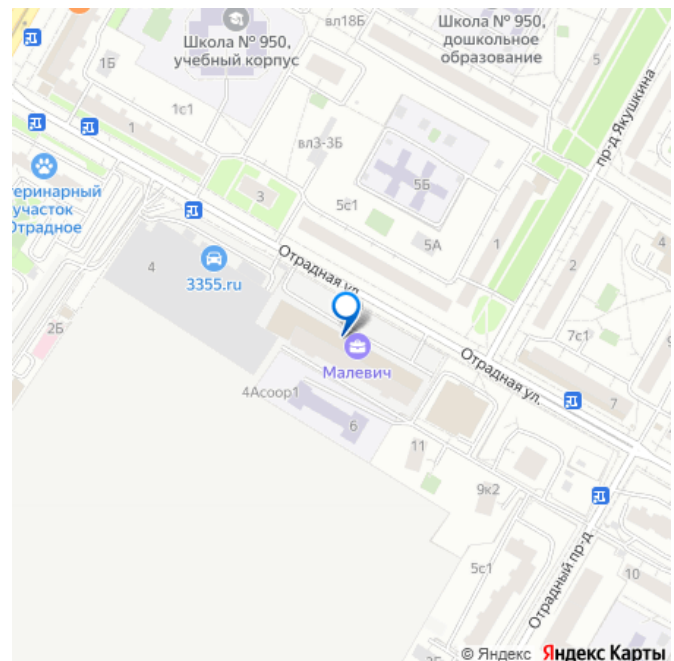 Школа № 950,
учебный корпус
вл18Б
Школа № 950,
дошкольное
образование
5
1Б
1с1
1
вл3-3Б
пр-д Якушкина
теринарный
участок
Отрадное
3
5с1
5Б
5А
1
2
4
4
3355.ru
Отрадная ул.
2Б
Малевич
7с1
Отрадная ул.
4Асоор1
6
11
7
9к2
5с1
10
Отрадный пр-д
© Яндекс Яндекс Карты